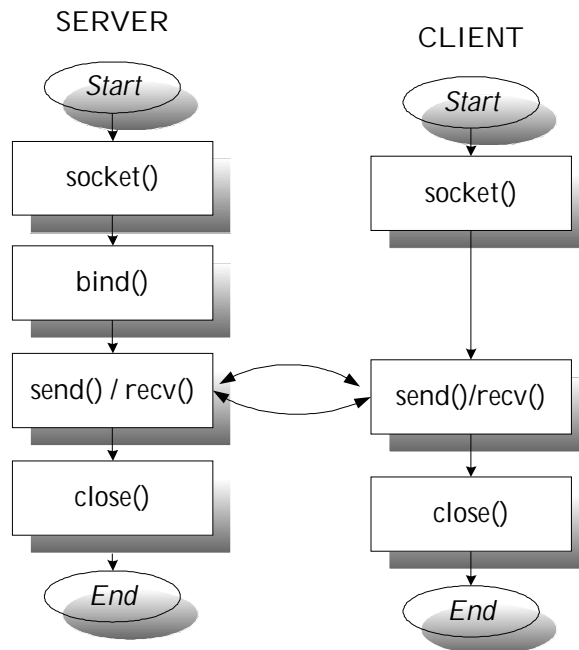 SERVER
Start
socket()
bind()
send() / recv()
close()
End
CLIENT
Start
socket()
send()/recv()
close()
End